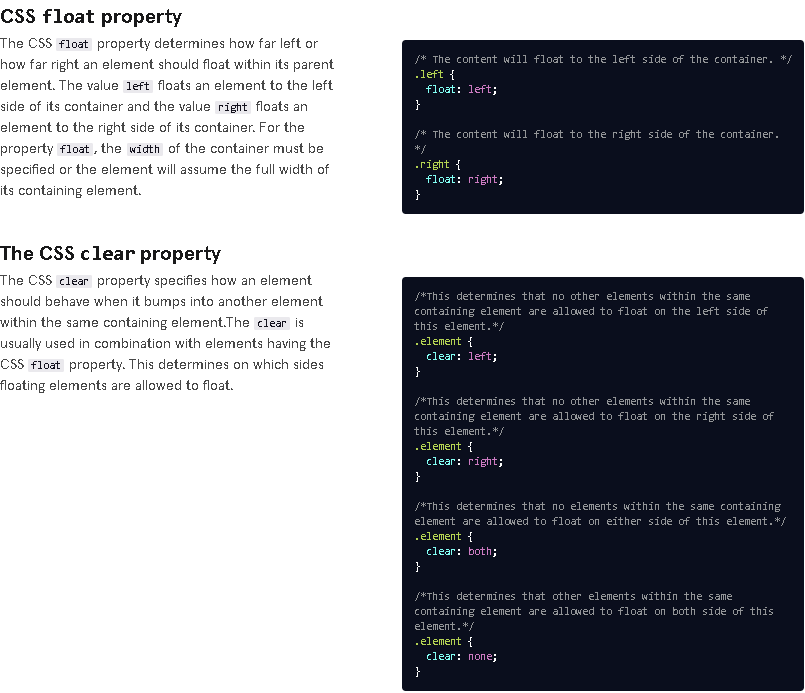 CSS float property
The CSS float property determines how far left or
how far right an element should float within its parent
element. The value left floats an element to the left
side of its container and the value right floats an
element to the right side of its container. For the
property float, the width of the container must be
specified or the element will assume the full width of
its containing element.
/* The content will float to the left side of the container. */
.left {
  float: left;
}

/* The content will float to the right side of the container.
*/
.right {
  float: right;
}
The CSS clear property
The CSS clear property specifies how an element
should behave when it bumps into another element
within the same containing element.The clear is
usually used in combination with elements having the
CSS float property. This determines on which sides
floating elements are allowed to float.
/*This determines that no other elements within the same
containing element are allowed to float on the left side of
this element.*/
.element {
  clear: left;
}

/*This determines that no other elements within the same
containing element are allowed to float on the right side of
this element.*/
.element {
  clear: right;
}

/*This determines that no elements within the same containing
element are allowed to float on either side of this element.*/
.element {
  clear: both;
}

/*This determines that other elements within the same
containing element are allowed to float on both side of this
element.*/
.element {
  clear: none;
}